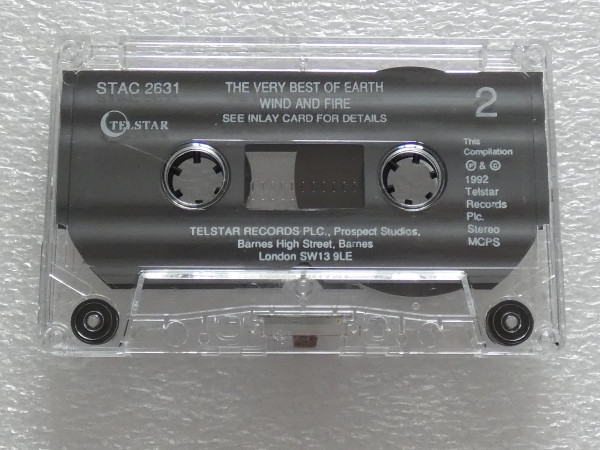 STAC 2631
TELSTAR
THE VERY BEST OF EARTH
WIND AND FIRE
SEE INLAY CARD FOR DETAILS
2
This
Compilation
℗ & ©
1992
Telstar
Records
Plc.
Stereo
MCPS
TELSTAR RECORDS PLC., Prospect Studios,
Barnes High Street, Barnes
London SW13 9LE